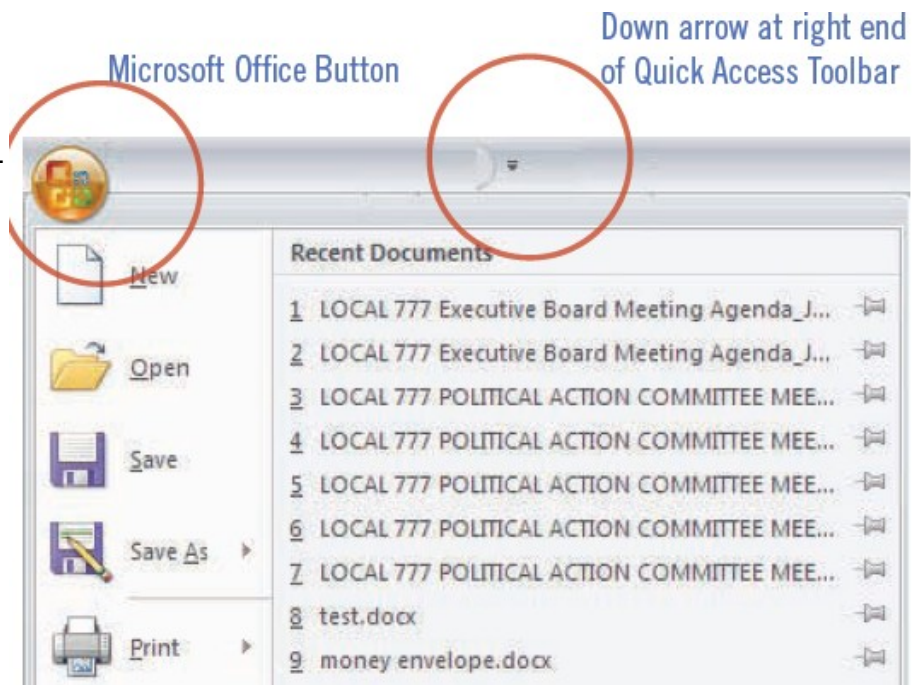 Microsoft Office Button
Down arrow at right end
of Quick Access Toolbar
New
Open
Save
Save As
Print
Recent Documents
1 LOCAL 777 Executive Board Meeting Agenda_J...
2 LOCAL 777 Executive Board Meeting Agenda_J...
3 LOCAL 777 POLITICAL ACTION COMMITTEE MEE...
4 LOCAL 777 POLITICAL ACTION COMMITTEE MEE...
5 LOCAL 777 POLITICAL ACTION COMMITTEE MEE...
6 LOCAL 777 POLITICAL ACTION COMMITTEE MEE...
7 LOCAL 777 POLITICAL ACTION COMMITTEE MEE...
8 test.docx
9 money envelope.docx